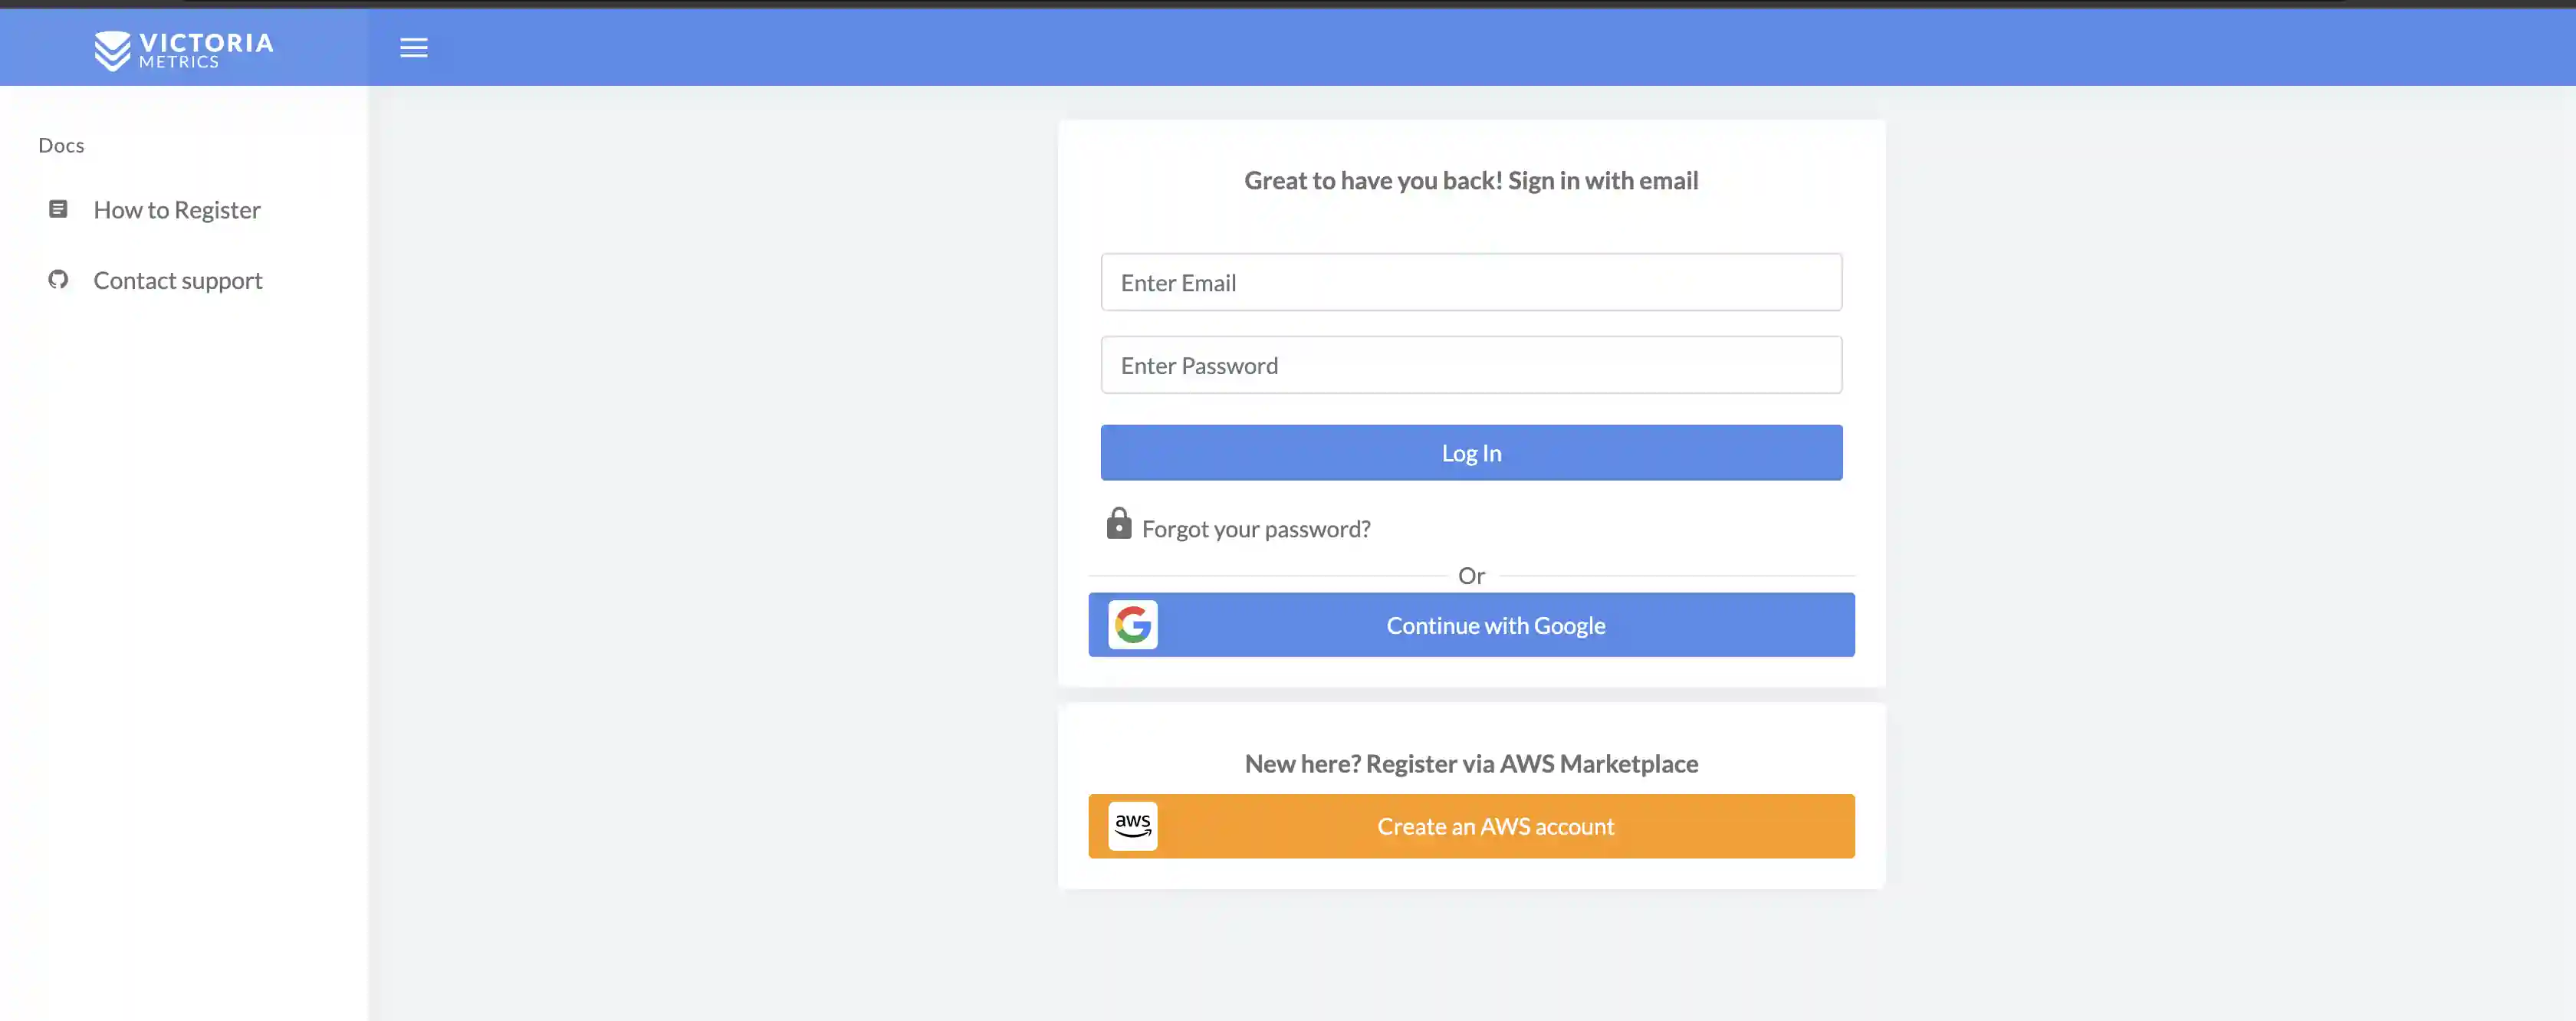 VICTORIA
METRICS
Docs
How to Register
Contact support
Great to have you back! Sign in with email
Enter Email
Enter Password
Log In
Forgot your password?
Or
Continue with Google
New here? Register via AWS Marketplace
aws
Create an AWS account